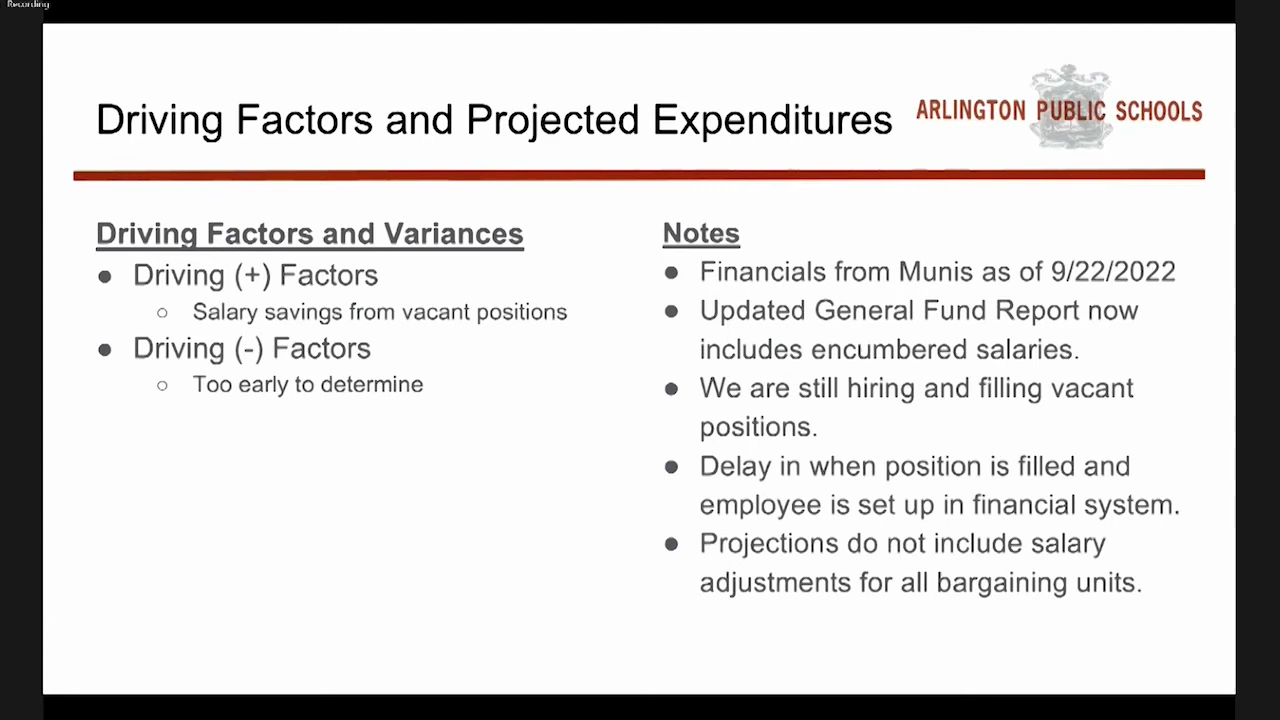 Recording
Driving Factors and Projected Expenditures
ARLINGTON PUBLIC SCHOOLS
Driving Factors and Variances
● Driving (+) Factors
○ Salary savings from vacant positions
● Driving (-) Factors
○ Too early to determine
Notes
● Financials from Munis as of 9/22/2022
● Updated General Fund Report now
includes encumbered salaries.
● We are still hiring and filling vacant
positions.
● Delay in when position is filled and
employee is set up in financial system.
● Projections do not include salary
adjustments for all bargaining units.